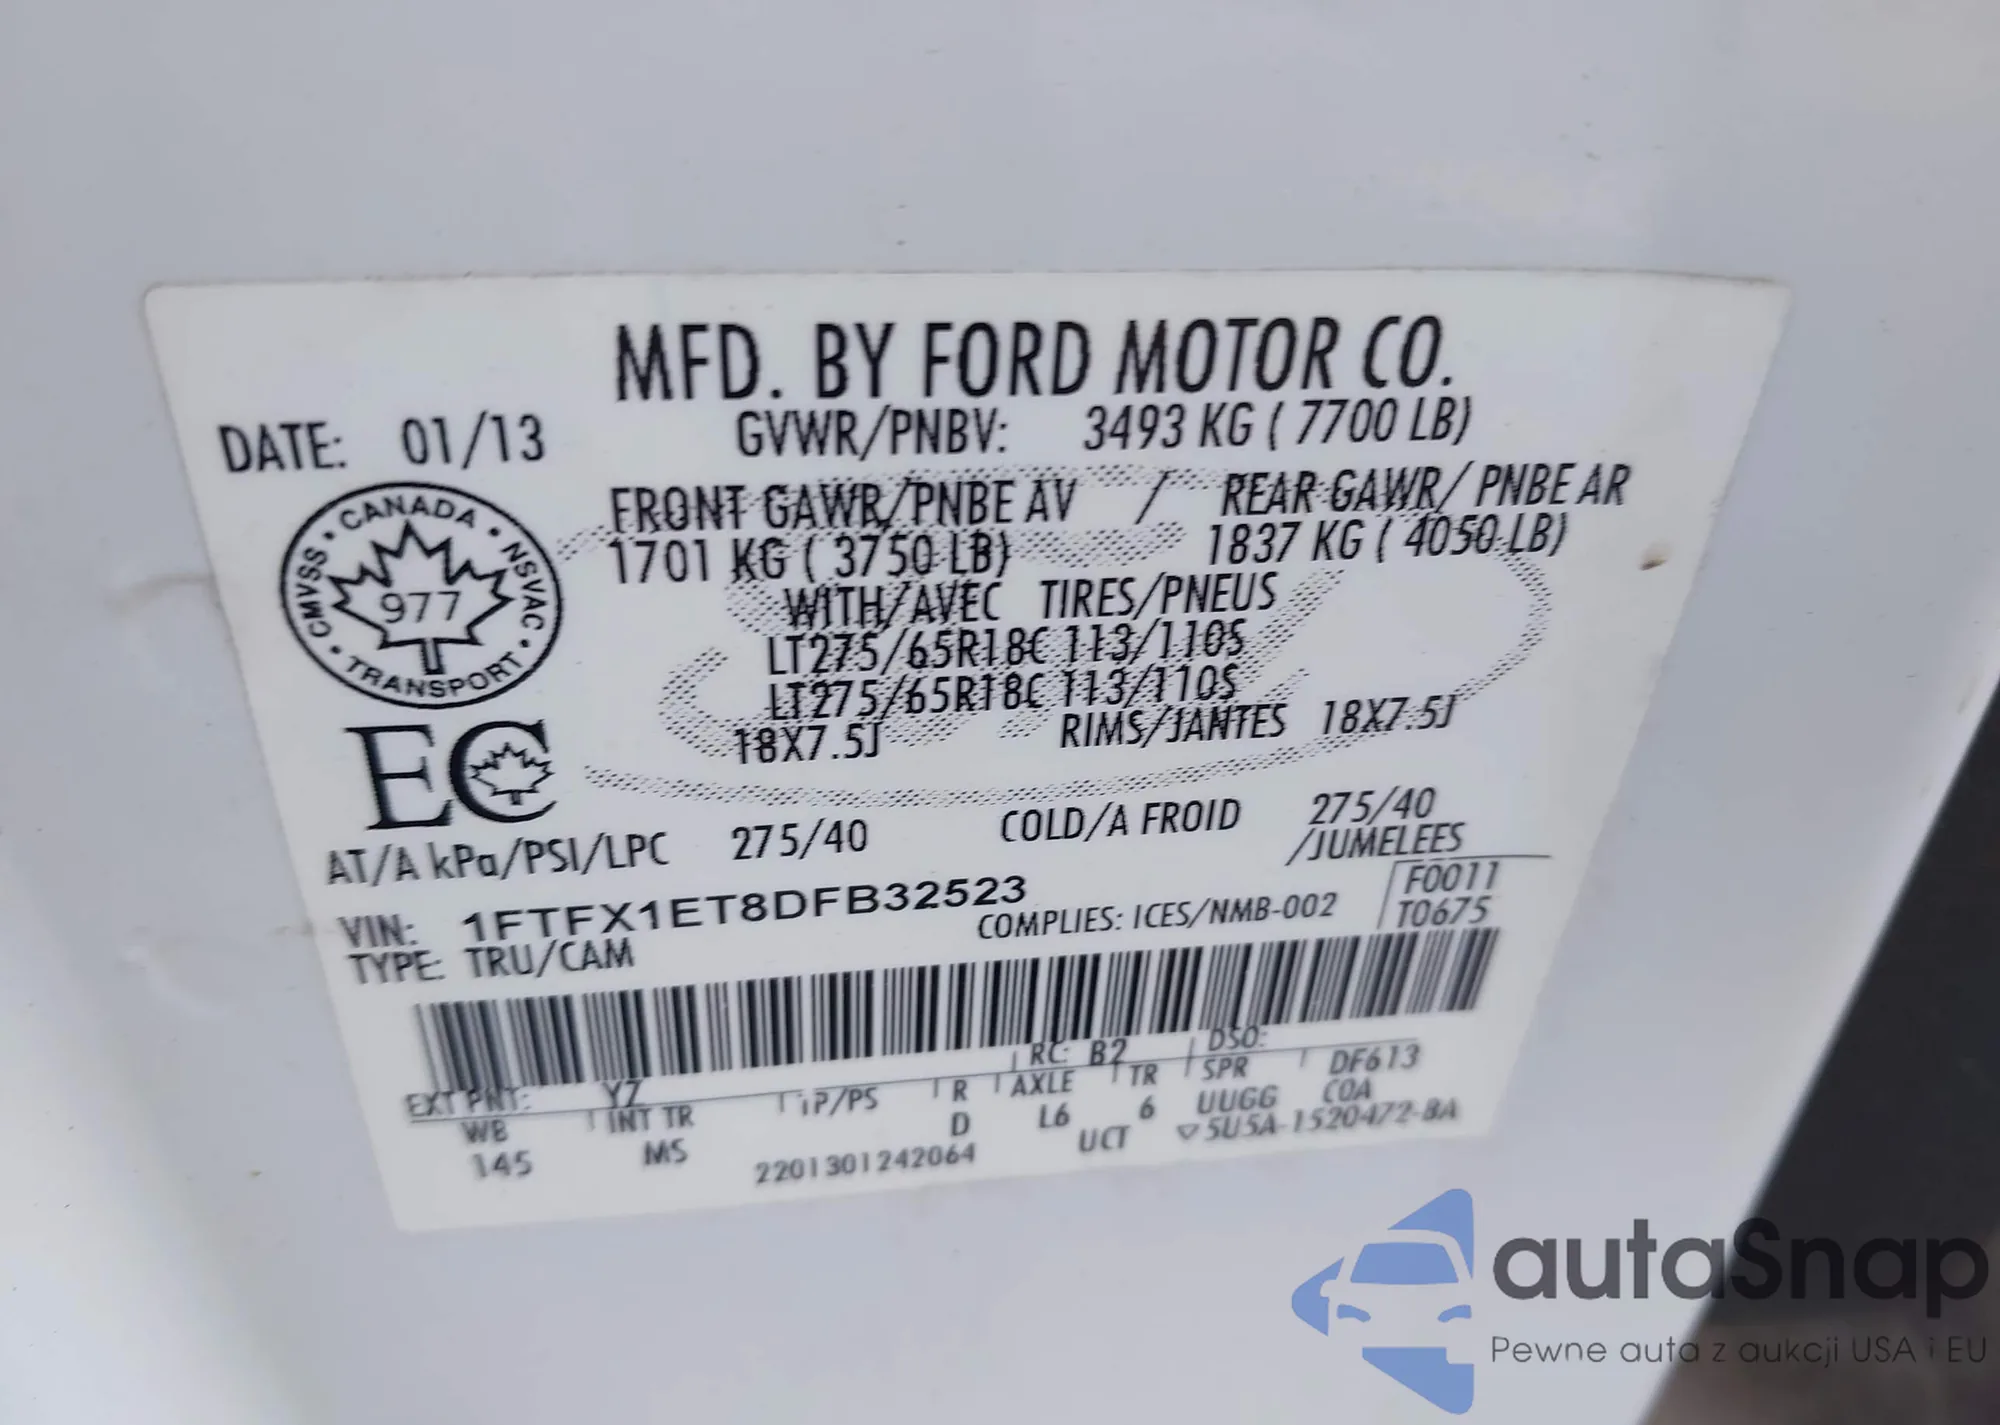 MFD. BY FORD MOTOR CO.
DATE: 01/13 GVWR/PNBV: 3493 KG ( 7700 LB)
FRONT GAWR/PNBE AV / REAR GAWR/ PNBE AR
1701 KG ( 3750 LB) 1837 KG ( 4050 LB)
WITH/AVEC TIRES/PNEUS
LT275/65R18C 113/110S
LT275/65R18C 113/110S
18X7.5J RIMS/JANTES 18X7.5J
CANADA • NSVAC • TRANSPORT • CMVSS •
977
EC
AT/A kPa/PSI/LPC 275/40 COLD/A FROID 275/40
/JUMELEES
VIN: 1FTFX1ET8DFB32523 F0011
COMPLIES: ICES/NMB-002 T0675
TYPE: TRU/CAM
EXT PNT: YZ RC: B2 DSO:
WB INT TR IP/PS R AXLE TR SPR DF613
145 MS D L6 6 UUGG COA
2201301242064 UCT ▽5U5A-1520472-BA
autaSnap
Pewne auta z aukcji USA i EU